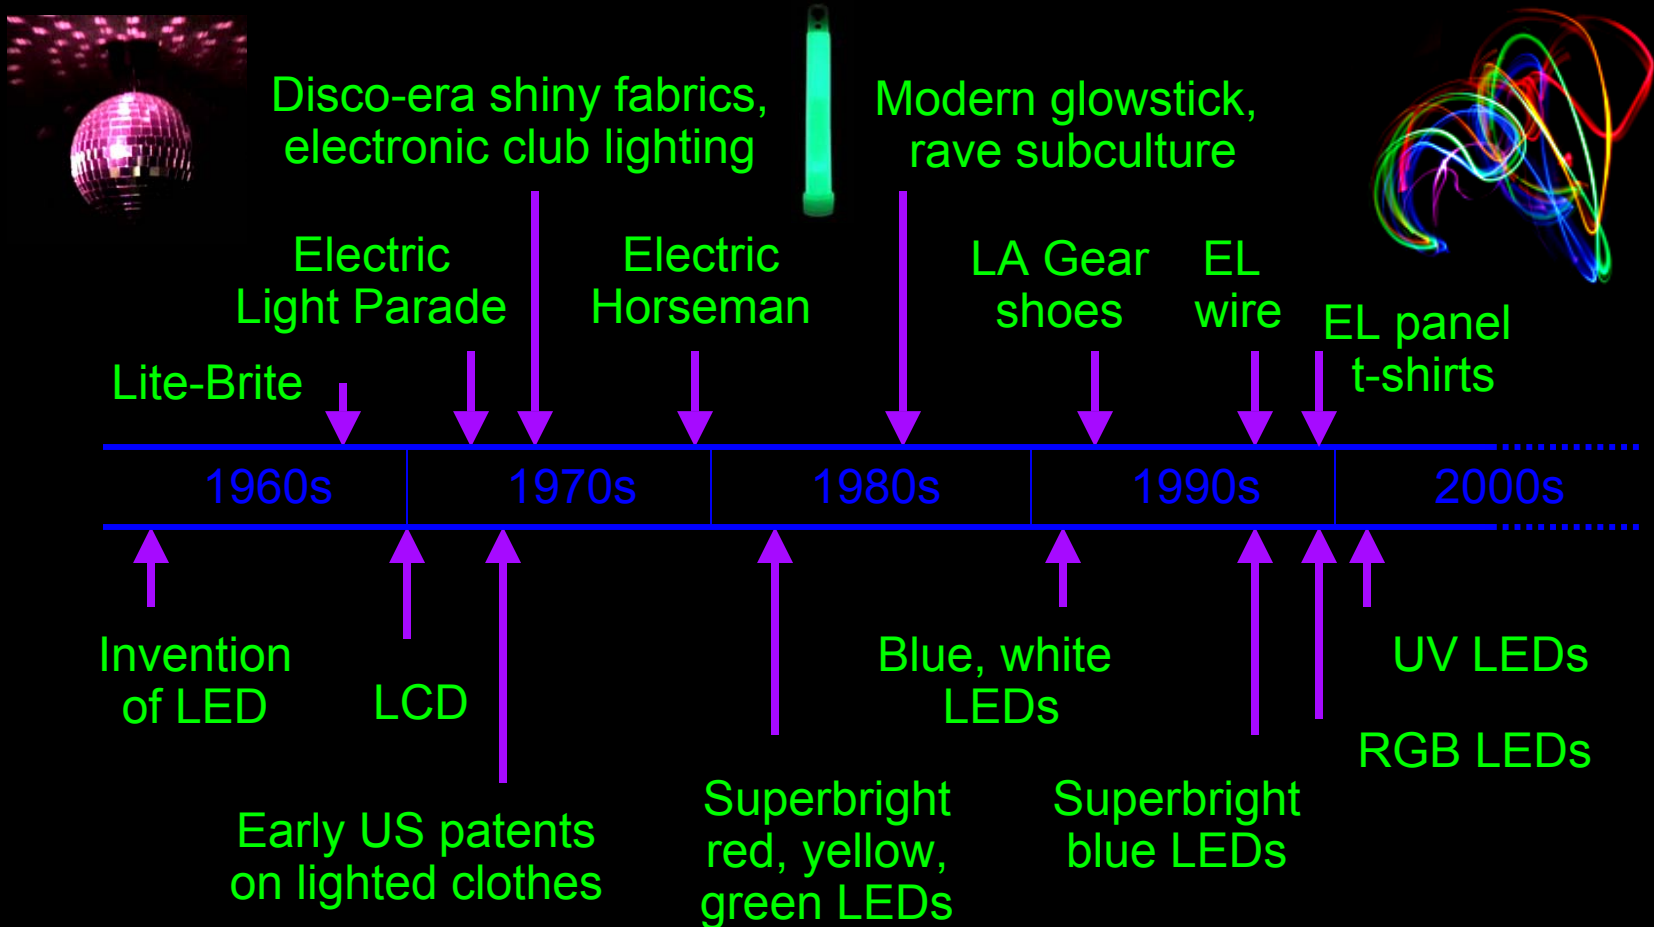 Disco-era shiny fabrics,
electronic club lighting
Modern glowstick,
rave subculture
Electric
Light Parade
Electric
Horseman
LA Gear
shoes
EL
wire
EL panel
t-shirts
Lite-Brite
1960s
1970s
1980s
1990s
2000s
Invention
of LED
LCD
Early US patents
on lighted clothes
Superbright
red, yellow,
green LEDs
Blue, white
LEDs
Superbright
blue LEDs
UV LEDs
RGB LEDs